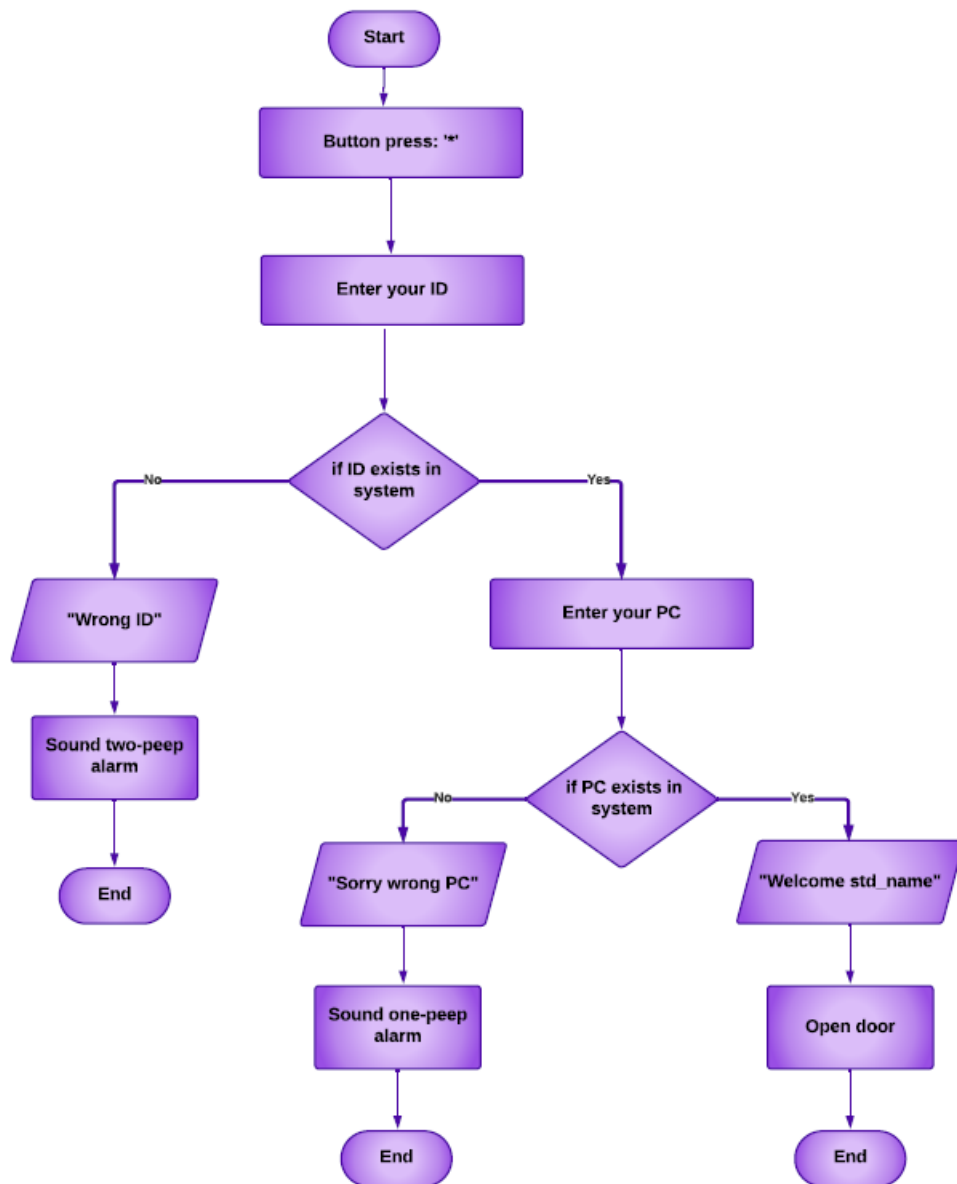 Start
Button press: '*'
Enter your ID
if ID exists in
system
No
Yes
"Wrong ID"
Enter your PC
Sound two-peep
alarm
if PC exists in
system
No
Yes
End
"Sorry wrong PC"
"Welcome std_name"
Sound one-peep
alarm
Open door
End
End